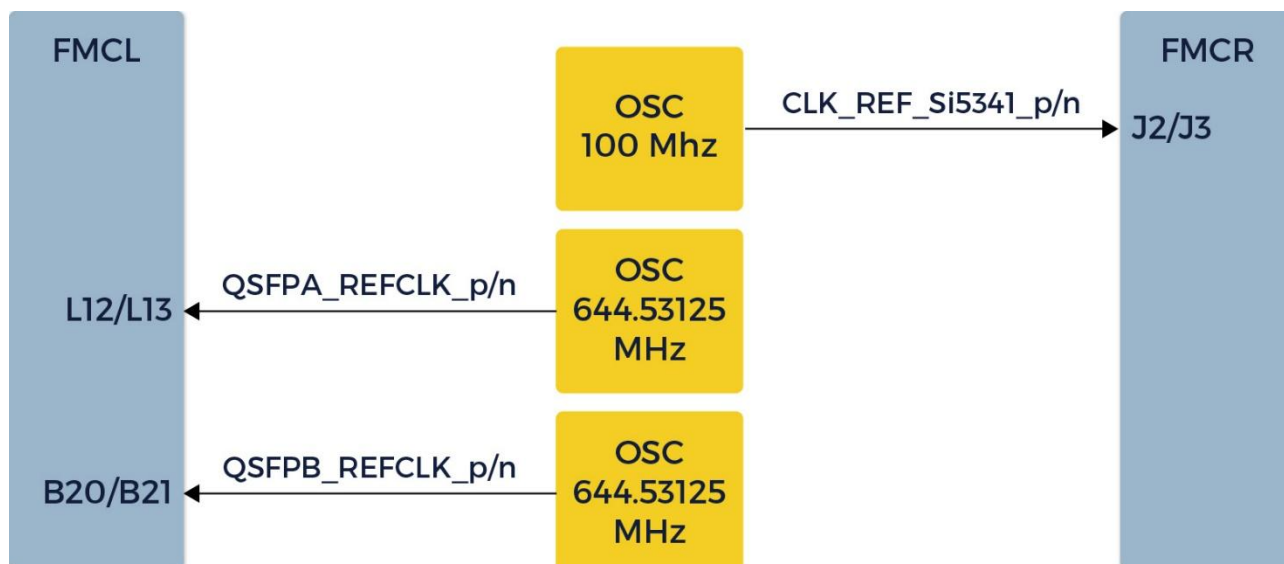 FMCL
FMCR
OSC
100 Mhz
CLK_REF_Si5341_p/n
J2/J3
L12/L13
QSFPA_REFCLK_p/n
OSC
644.53125
MHz
B20/B21
QSFPB_REFCLK_p/n
OSC
644.53125
MHz